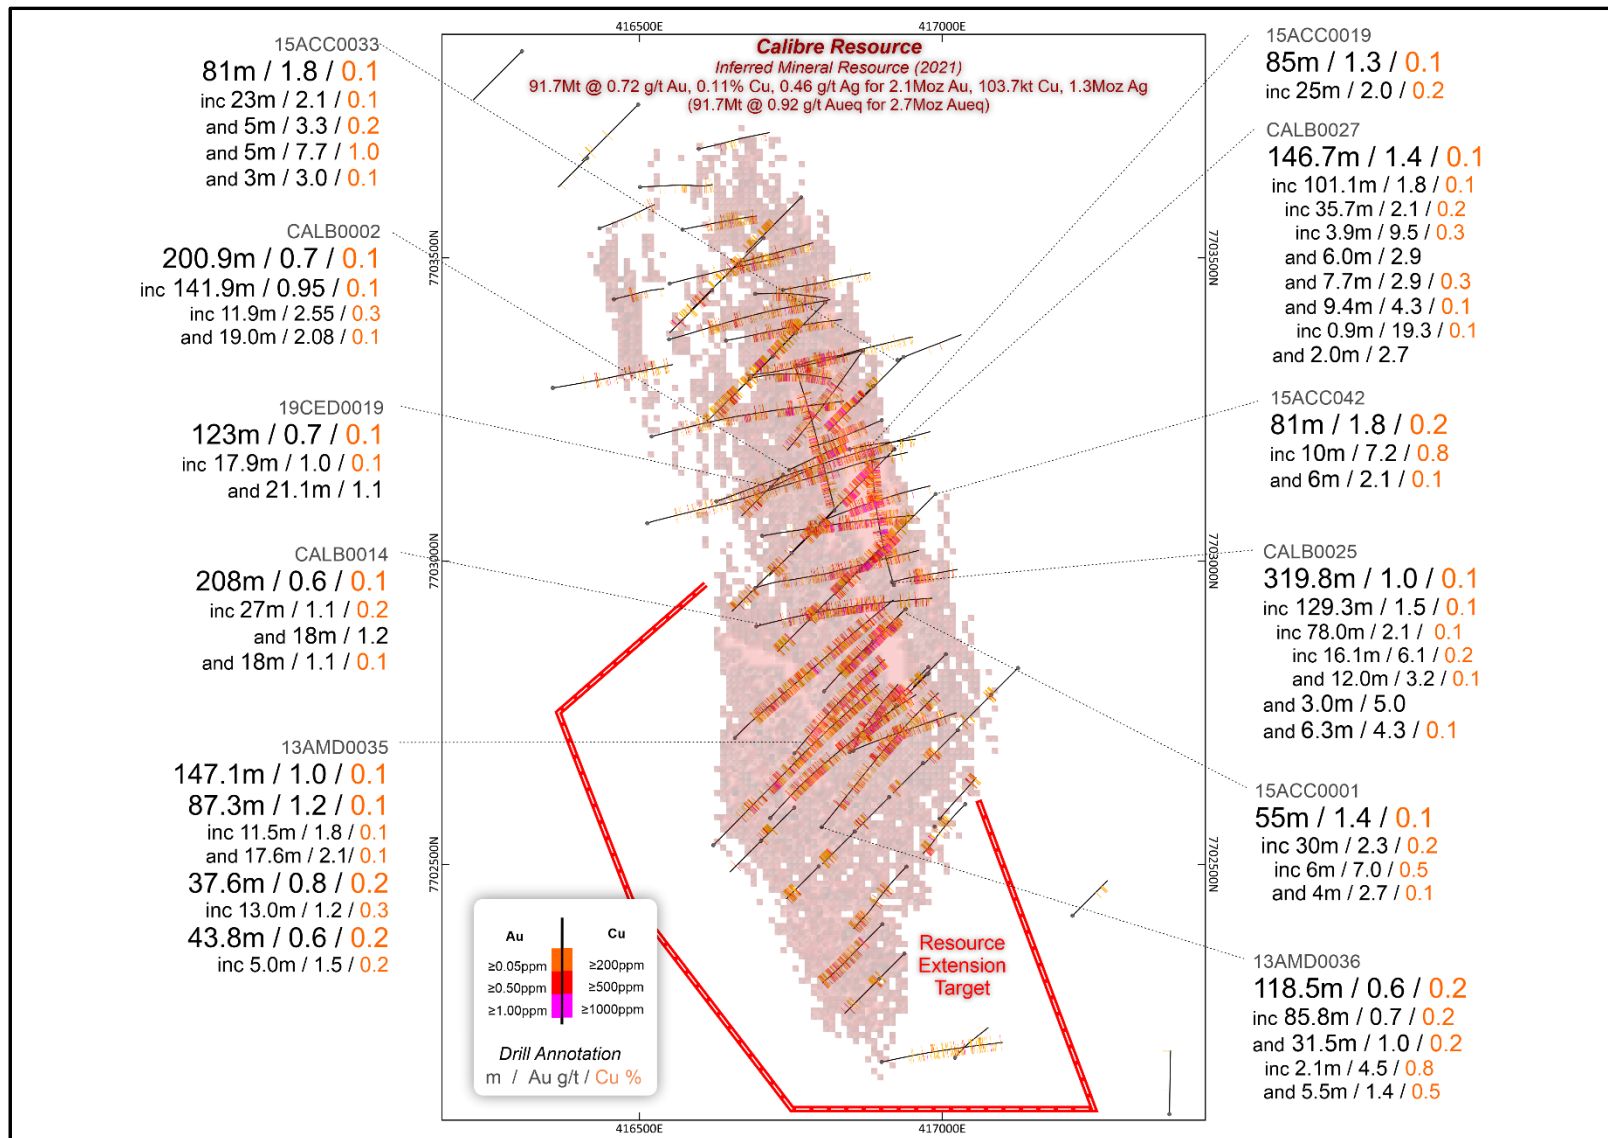 416500E
417000E
Calibre Resource
Inferred Mineral Resource (2021)
91.7Mt @ 0.72 g/t Au, 0.11% Cu, 0.46 g/t Ag for 2.1Moz Au, 103.7kt Cu, 1.3Moz Ag
(91.7Mt @ 0.92 g/t Aueq for 2.7Moz Aueq)
15ACC0033
81m / 1.8 / 0.1
inc 23m / 2.1 / 0.1
and 5m / 3.3 / 0.2
and 5m / 7.7 / 1.0
and 3m / 3.0 / 0.1
CALB0002
200.9m / 0.7 / 0.1
inc 141.9m / 0.95 / 0.1
inc 11.9m / 2.55 / 0.3
and 19.0m / 2.08 / 0.1
19CED0019
123m / 0.7 / 0.1
inc 17.9m / 1.0 / 0.1
and 21.1m / 1.1
CALB0014
208m / 0.6 / 0.1
inc 27m / 1.1 / 0.2
and 18m / 1.2
and 18m / 1.1 / 0.1
13AMD0035
147.1m / 1.0 / 0.1
87.3m / 1.2 / 0.1
inc 11.5m / 1.8 / 0.1
and 17.6m / 2.1/ 0.1
37.6m / 0.8 / 0.2
inc 13.0m / 1.2 / 0.3
43.8m / 0.6 / 0.2
inc 5.0m / 1.5 / 0.2
7703500N
7703000N
7702500N
Au
Cu
≥0.05ppm
≥200ppm
≥0.50ppm
≥500ppm
≥1.00ppm
≥1000ppm
Drill Annotation
m / Au g/t / Cu %
Resource
Extension
Target
7703500N
7703000N
7702500N
416500E
417000E
15ACC0019
85m / 1.3 / 0.1
inc 25m / 2.0 / 0.2
CALB0027
146.7m / 1.4 / 0.1
inc 101.1m / 1.8 / 0.1
inc 35.7m / 2.1 / 0.2
inc 3.9m / 9.5 / 0.3
and 6.0m / 2.9
and 7.7m / 2.9 / 0.3
and 9.4m / 4.3 / 0.1
inc 0.9m / 19.3 / 0.1
and 2.0m / 2.7
15ACC042
81m / 1.8 / 0.2
inc 10m / 7.2 / 0.8
and 6m / 2.1 / 0.1
CALB0025
319.8m / 1.0 / 0.1
inc 129.3m / 1.5 / 0.1
inc 78.0m / 2.1 / 0.1
inc 16.1m / 6.1 / 0.2
and 12.0m / 3.2 / 0.1
and 3.0m / 5.0
and 6.3m / 4.3 / 0.1
15ACC0001
55m / 1.4 / 0.1
inc 30m / 2.3 / 0.2
inc 6m / 7.0 / 0.5
and 4m / 2.7 / 0.1
13AMD0036
118.5m / 0.6 / 0.2
inc 85.8m / 0.7 / 0.2
and 31.5m / 1.0 / 0.2
inc 2.1m / 4.5 / 0.8
and 5.5m / 1.4 / 0.5